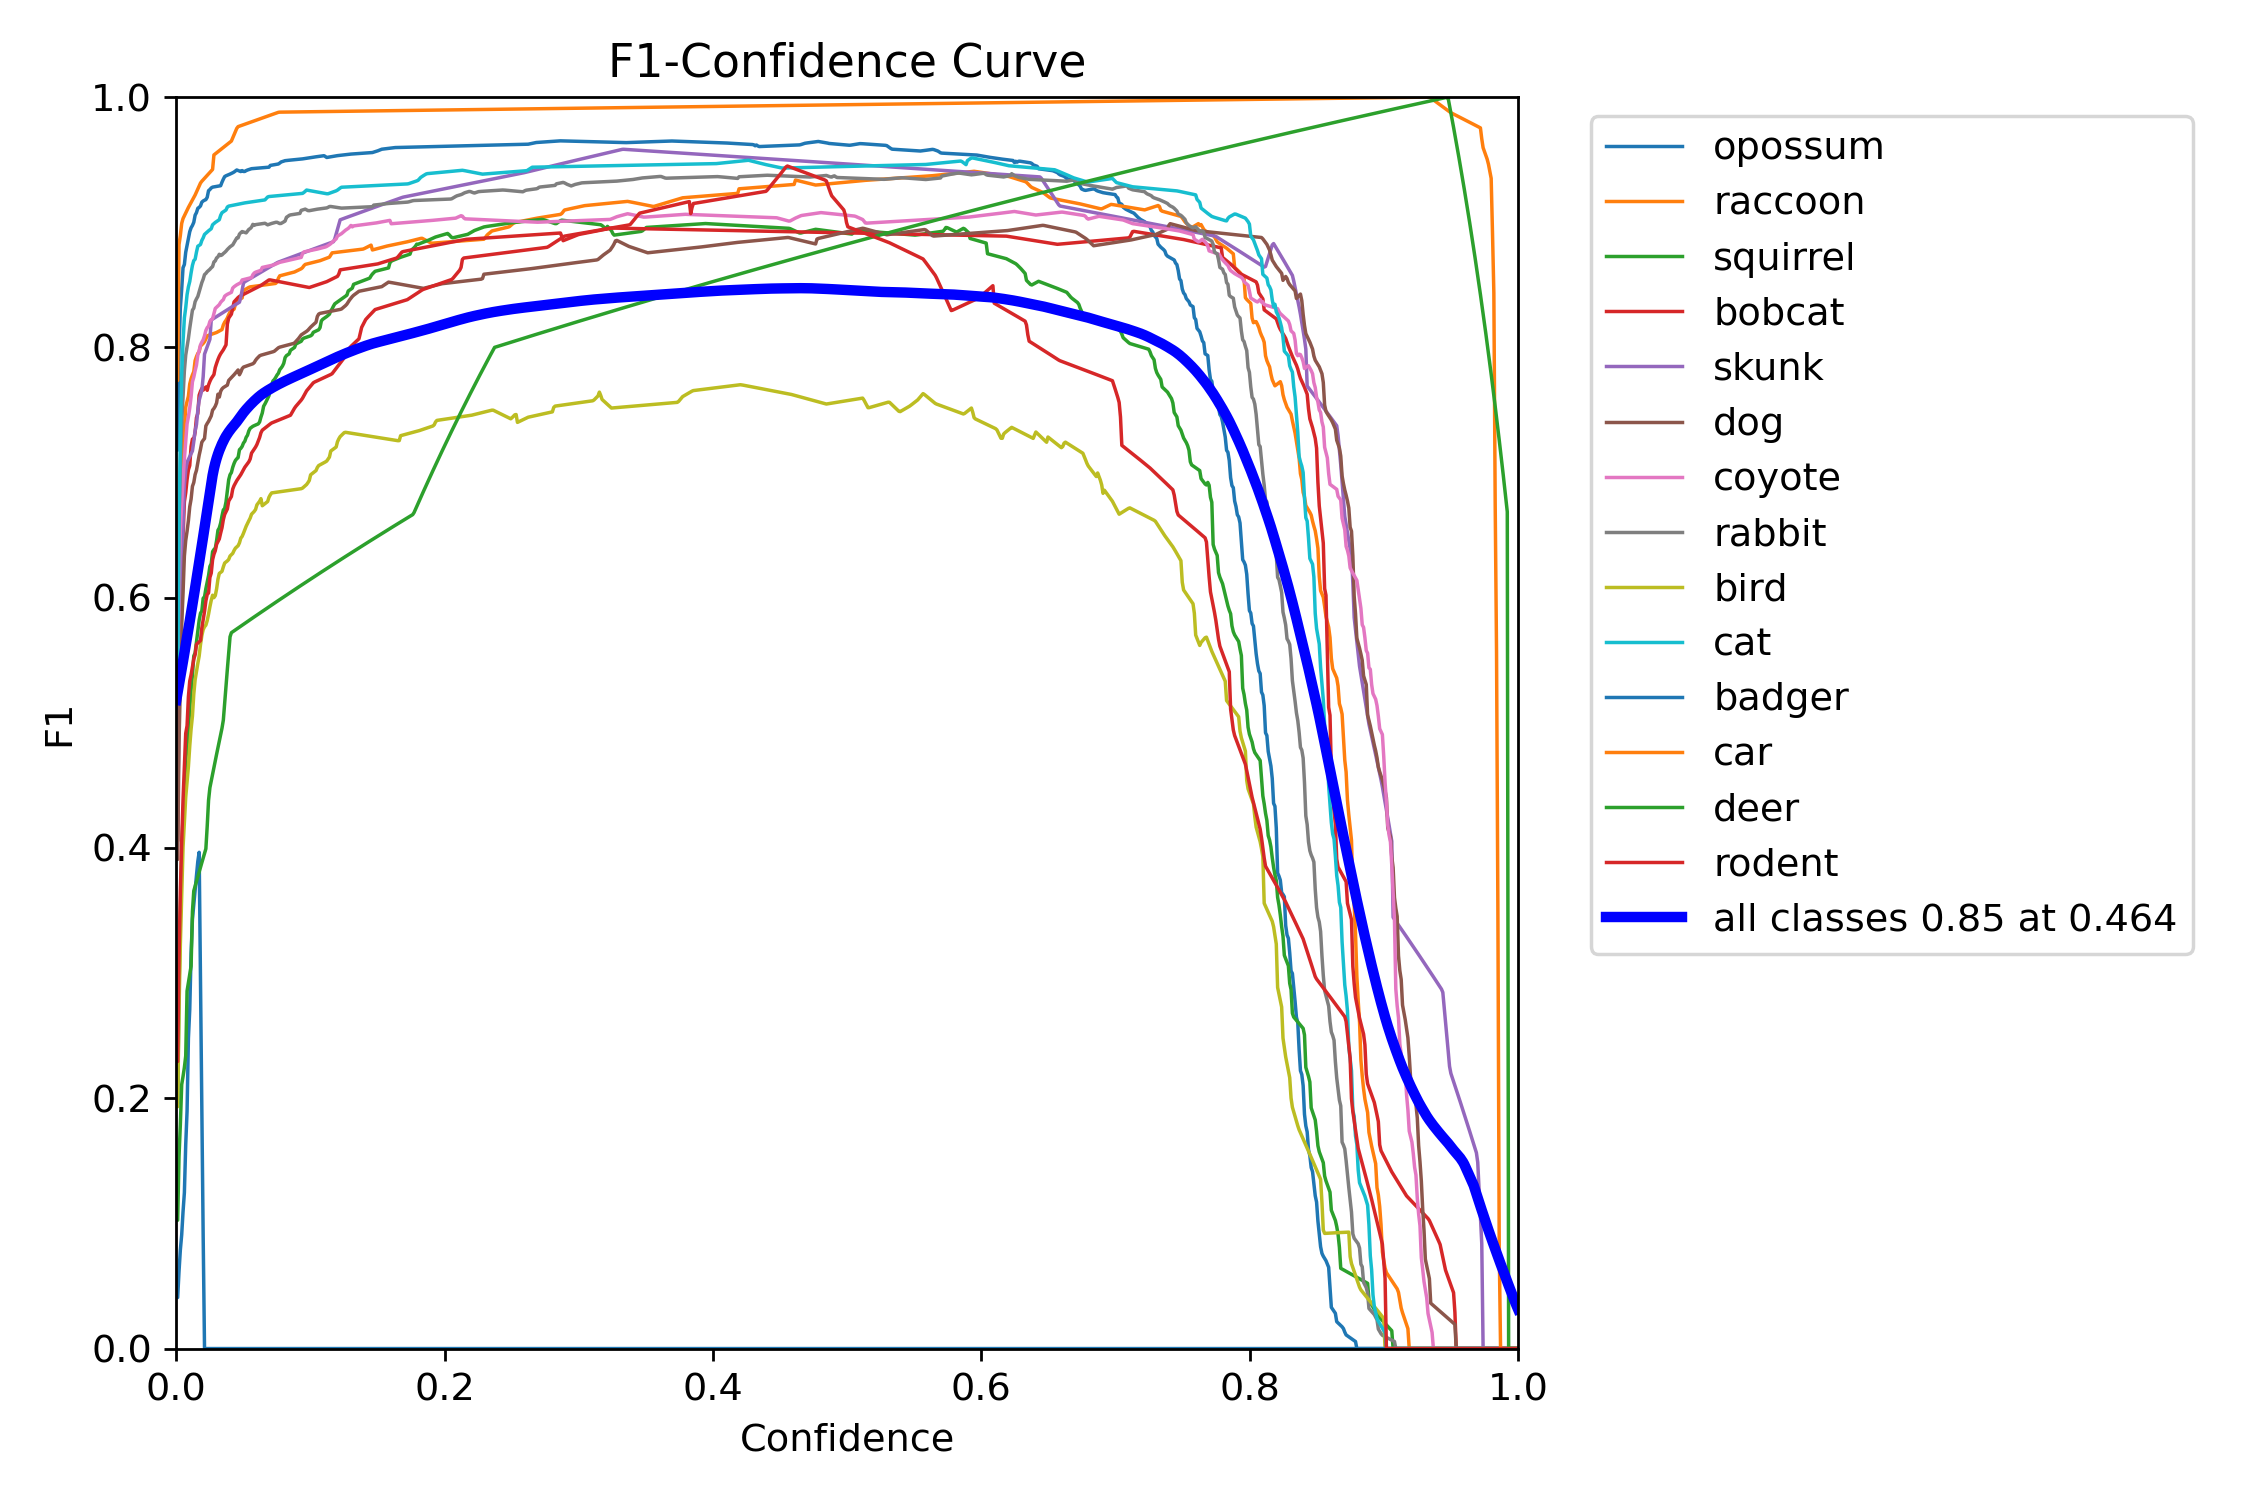 F1-Confidence Curve
1.0
0.8
0.6
0.4
0.2
0.0
F1
0.0 0.2 0.4 0.6 0.8 1.0
Confidence
opossum
raccoon
squirrel
bobcat
skunk
dog
coyote
rabbit
bird
cat
badger
car
deer
rodent
all classes 0.85 at 0.464